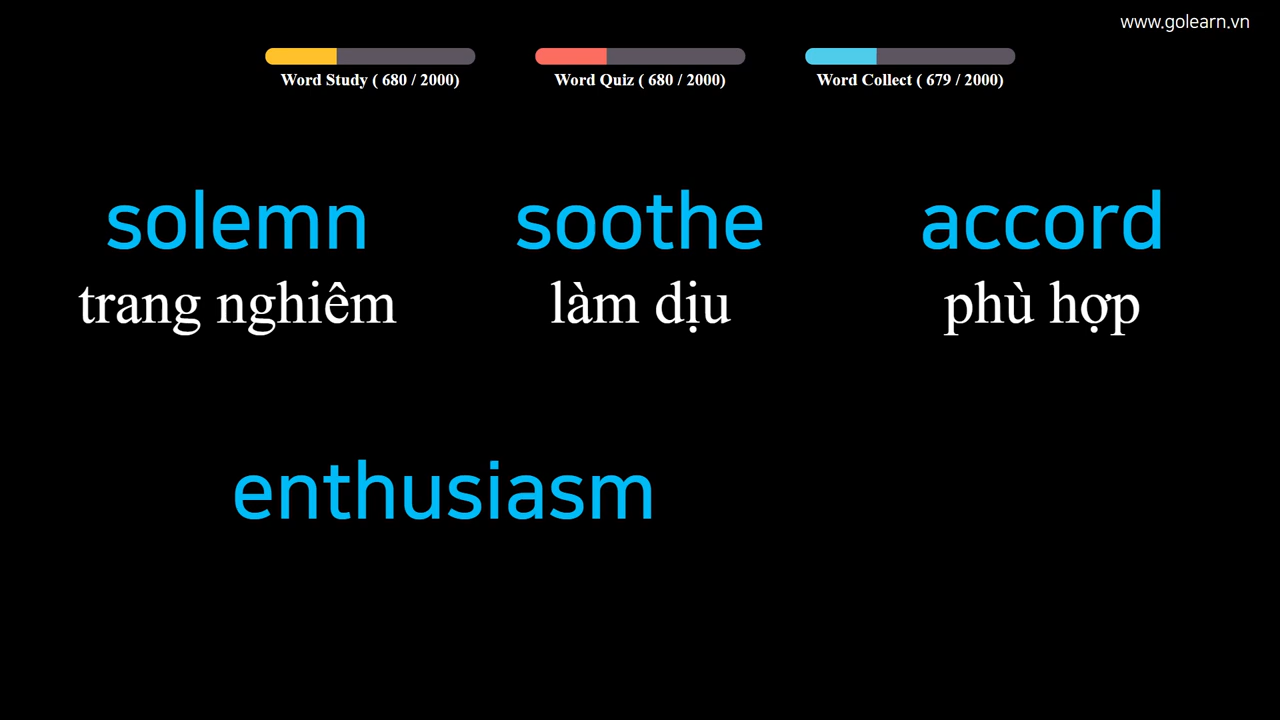 www.golearn.vn
Word Study ( 680 / 2000) Word Quiz ( 680 / 2000) Word Collect ( 679 / 2000)
solemn soothe accord
trang nghiêm làm dịu phù hợp
enthusiasm